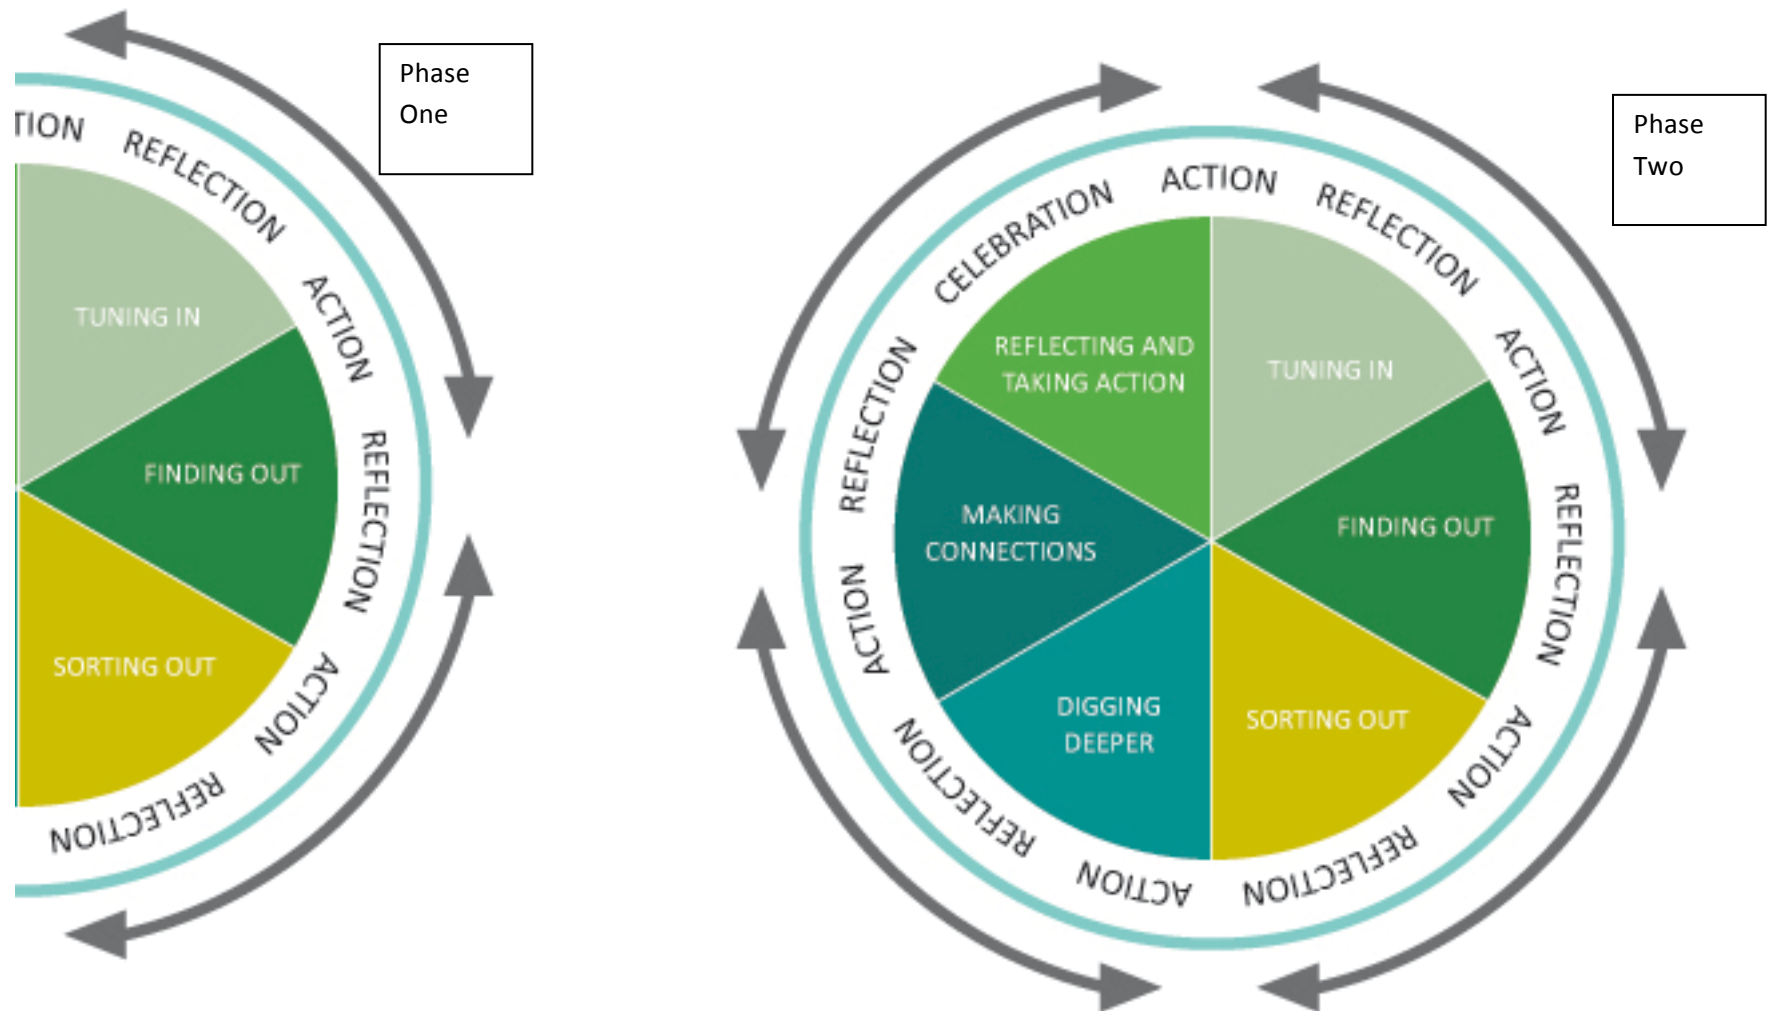 Phase
One
TION REFLECTION ACTION REFLECTION ACTION REFLECTION
TUNING IN
FINDING OUT
SORTING OUT
Phase
Two
ACTION REFLECTION ACTION REFLECTION ACTION REFLECTION ACTION REFLECTION ACTION REFLECTION CELEBRATION
TUNING IN
FINDING OUT
SORTING OUT
DIGGING
DEEPER
MAKING
CONNECTIONS
REFLECTING AND
TAKING ACTION